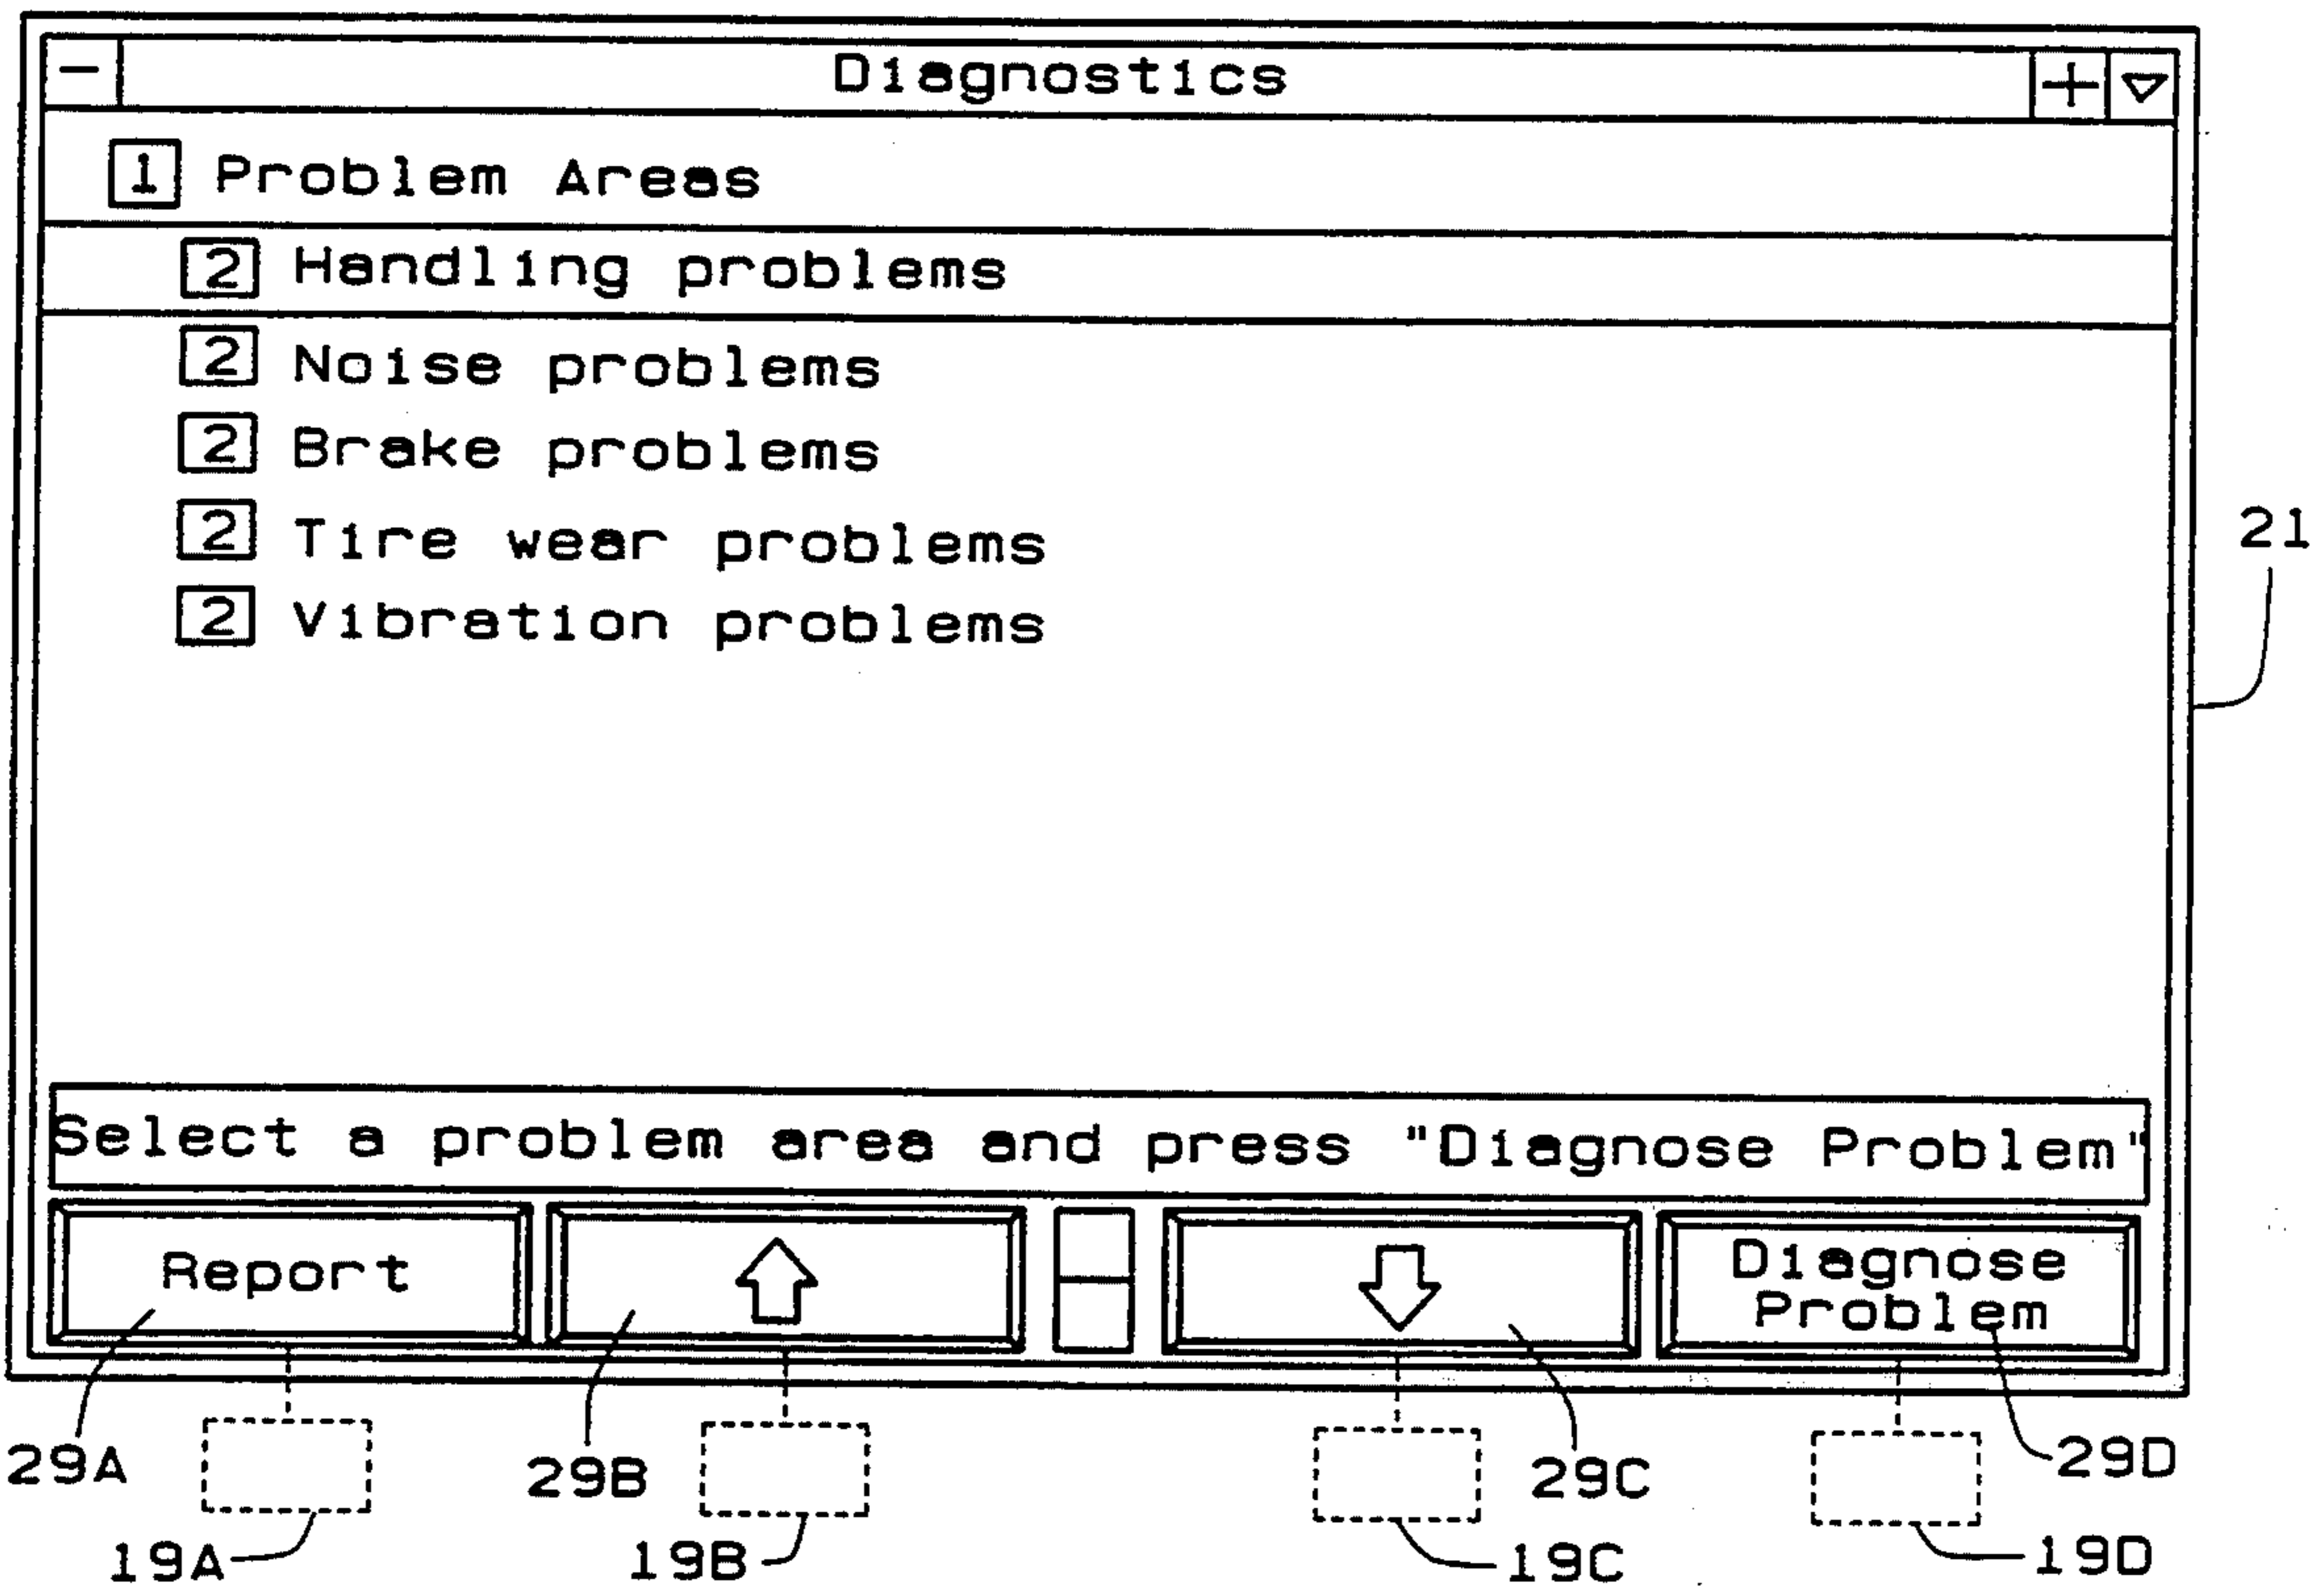 Diagnostics
1 Problem Areas
2 Handling problems
2 Noise problems
2 Brake problems
2 Tire wear problems
2 Vibration problems
21
Select a problem area and press "Diagnose Problem"
Report
Diagnose
Problem
29A
29B
29C
29D
19A
19B
19C
19D